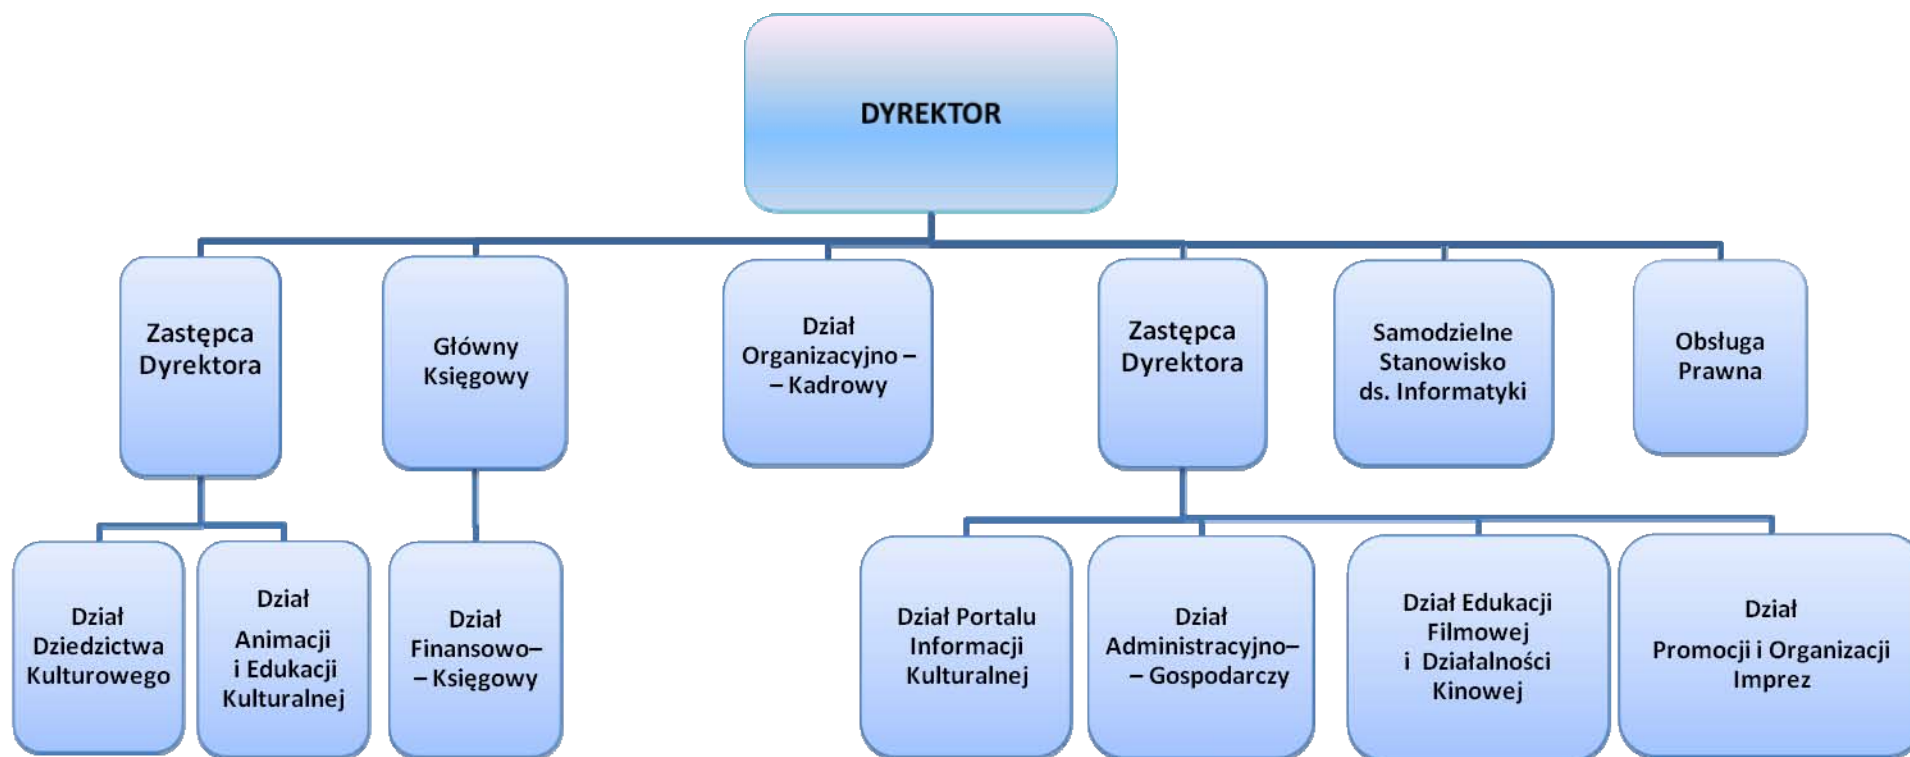 DYREKTOR
Zastępca
Dyrektora
Główny
Księgowy
Dział
Organizacyjno –
– Kadrowy
Zastępca
Dyrektora
Samodzielne
Stanowisko
ds. Informatyki
Obsługa
Prawna
Dział
Dziedzictwa
Kulturowego
Dział
Animacji
i Edukacji
Kulturalnej
Dział
Finansowo–
– Księgowy
Dział Portalu
Informacji
Kulturalnej
Dział
Administracyjno–
– Gospodarczy
Dział Edukacji
Filmowej
i Działalności
Kinowej
Dział
Promocji i Organizacji
Imprez